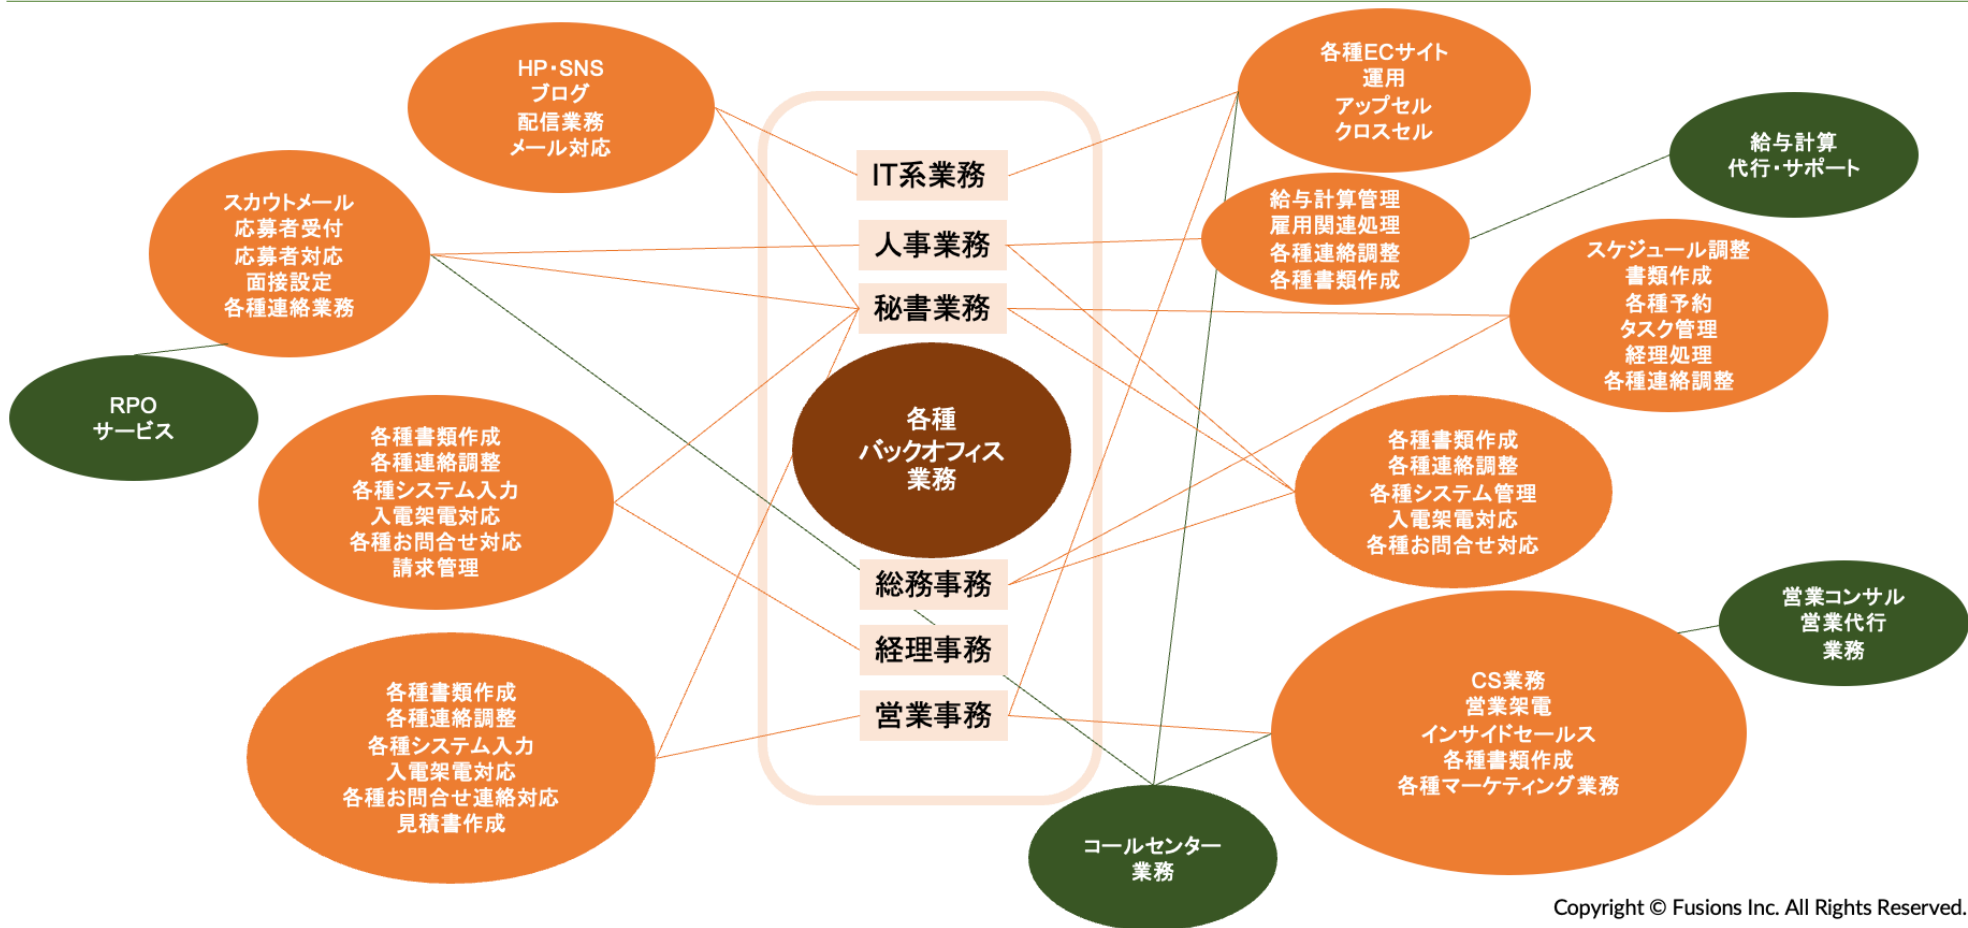 HP・SNS
ブログ
配信業務
メール対応
各種ECサイト
運用
アップセル
クロスセル
給与計算
代行・サポート
スカウトメール
応募者受付
応募者対応
面接設定
各種連絡業務
IT系業務
人事業務
秘書業務
給与計算管理
雇用関連処理
各種連絡調整
各種書類作成
スケジュール調整
書類作成
各種予約
タスク管理
経理処理
各種連絡調整
RPO
サービス
各種
バックオフィス
業務
各種書類作成
各種連絡調整
各種システム入力
入電架電対応
各種お問合せ対応
請求管理
各種書類作成
各種連絡調整
各種システム管理
入電架電対応
各種お問合せ対応
総務事務
経理事務
営業事務
営業コンサル
営業代行
業務
各種書類作成
各種連絡調整
各種システム入力
入電架電対応
各種お問合せ連絡対応
見積書作成
CS業務
営業架電
インサイドセールス
各種書類作成
各種マーケティング業務
コールセンター
業務
Copyright © Fusions Inc. All Rights Reserved.